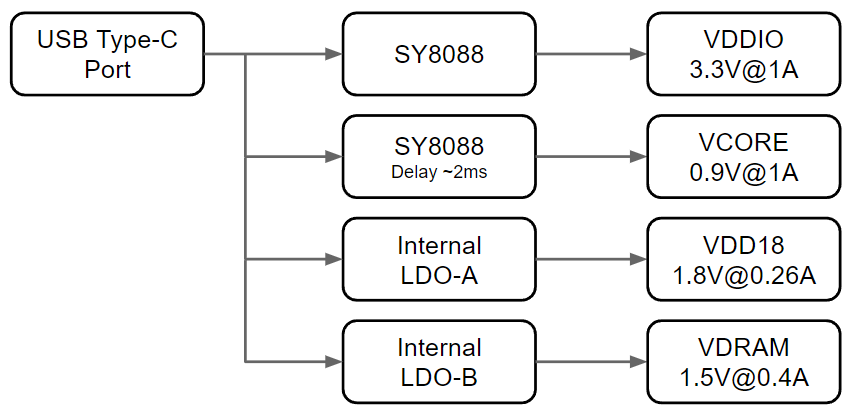 USB Type-C
Port
SY8088
VDDIO
3.3V@1A
SY8088
Delay ~2ms
VCORE
0.9V@1A
Internal
LDO-A
VDD18
1.8V@0.26A
Internal
LDO-B
VDRAM
1.5V@0.4A